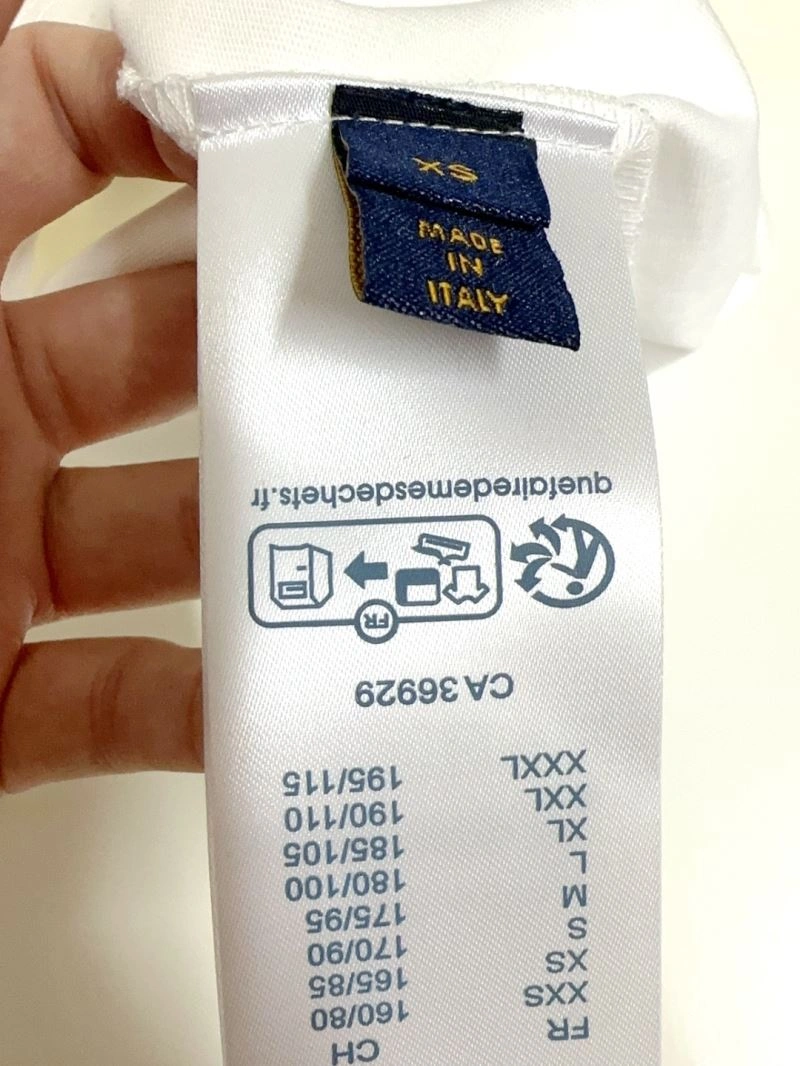 XS
MADE
IN
ITALY
FR CH
XXS 160/80
XS 165/85
S 170/90
M 175/95
L 180/100
XL 185/105
XXL 190/110
XXXL 195/115
CA 36929
FR
quefairedemesdechets.fr